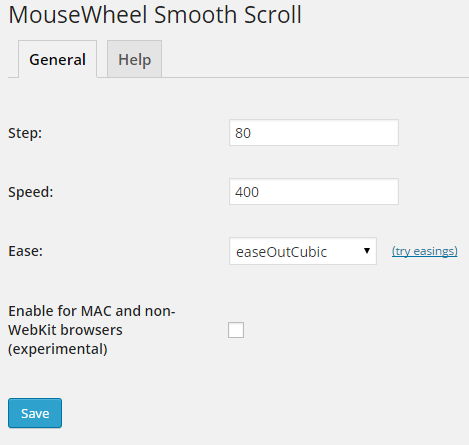 MouseWheel Smooth Scroll
General Help
Step: 80
Speed: 400
Ease: easeOutCubic (try easings)
Enable for MAC and non-
WebKit browsers
(experimental)
Save